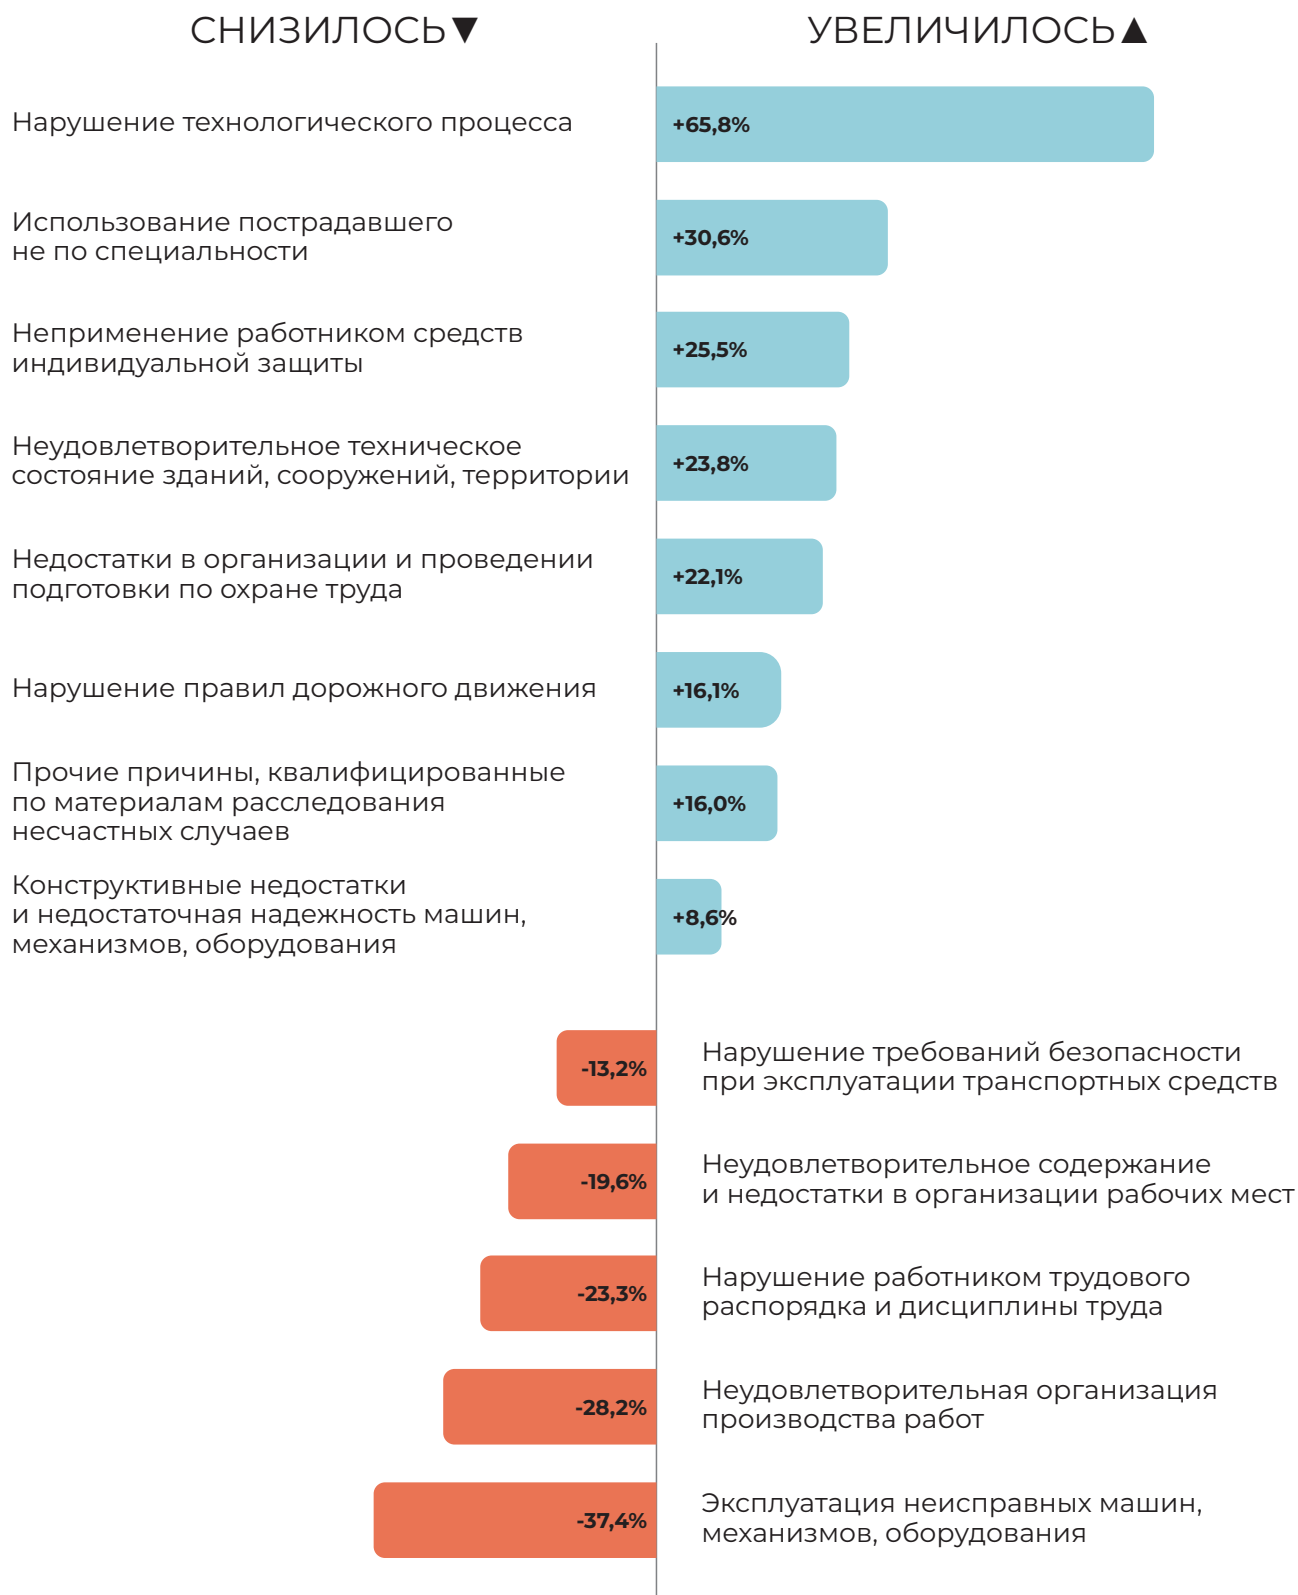 СНИЗИЛОСЬ▼
УВЕЛИЧИЛОСЬ▲
Нарушение технологического процесса
+65,8%
Использование пострадавшего
не по специальности
+30,6%
Неприменение работником средств
индивидуальной защиты
+25,5%
Неудовлетворительное техническое
состояние зданий, сооружений, территории
+23,8%
Недостатки в организации и проведении
подготовки по охране труда
+22,1%
Нарушение правил дорожного движения
+16,1%
Прочие причины, квалифицированные
по материалам расследования
несчастных случаев
+16,0%
Конструктивные недостатки
и недостаточная надежность машин,
механизмов, оборудования
+8,6%
-13,2%
Нарушение требований безопасности
при эксплуатации транспортных средств
-19,6%
Неудовлетворительное содержание
и недостатки в организации рабочих мест
-23,3%
Нарушение работником трудового
распорядка и дисциплины труда
-28,2%
Неудовлетворительная организация
производства работ
-37,4%
Эксплуатация неисправных машин,
механизмов, оборудования